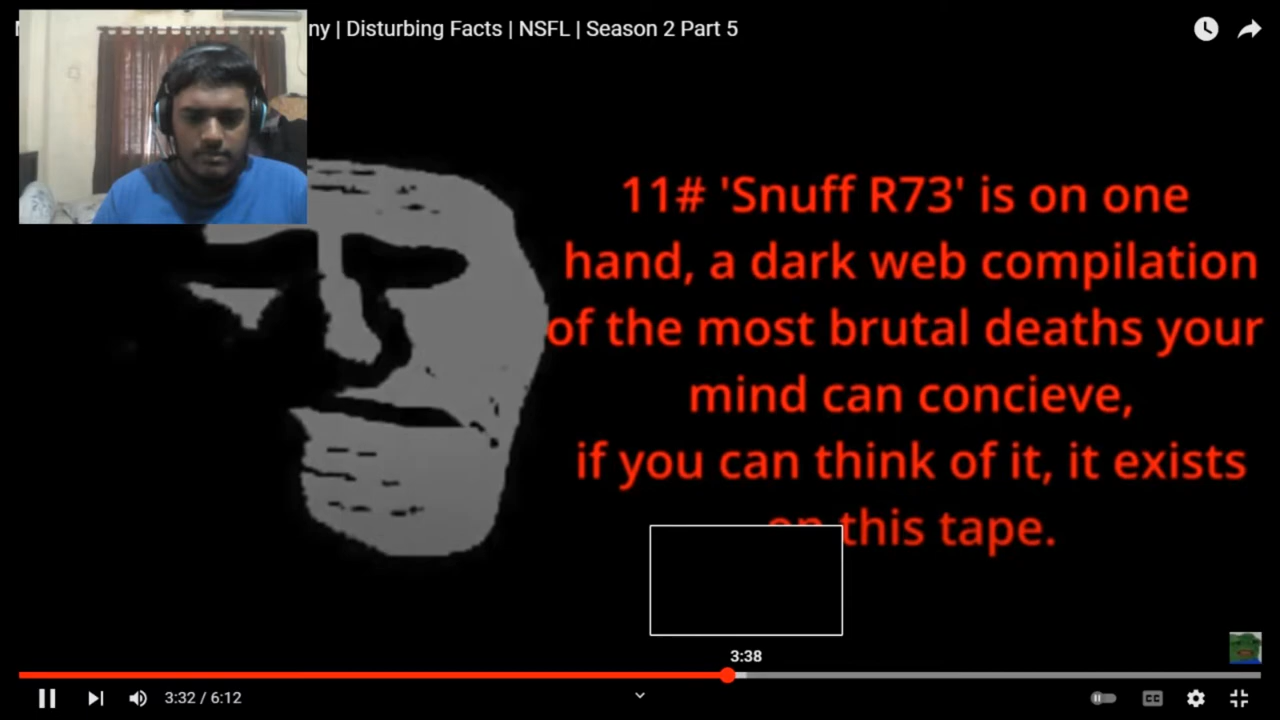 ny | Disturbing Facts | NSFL | Season 2 Part 5
11# 'Snuff R73' is on one
hand, a dark web compilation
of the most brutal deaths your
mind can concieve,
if you can think of it, it exists
on this tape.
3:38
3:32 / 6:12
CC